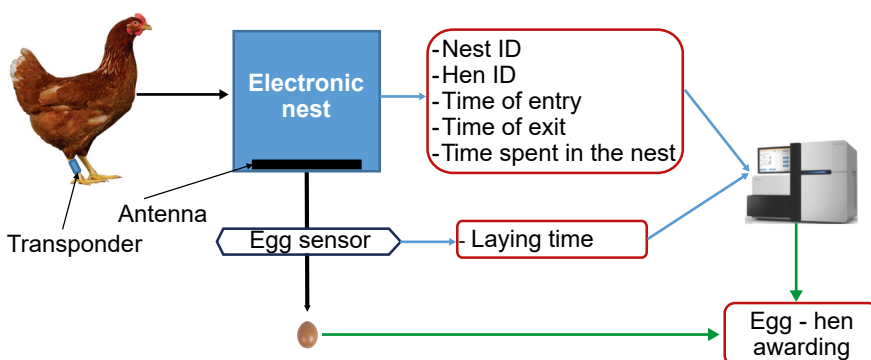 Electronic
nest
-Nest ID
-Hen ID
-Time of entry
-Time of exit
-Time spent in the nest
Antenna
Transponder
Egg sensor
- Laying time
Egg - hen
awarding